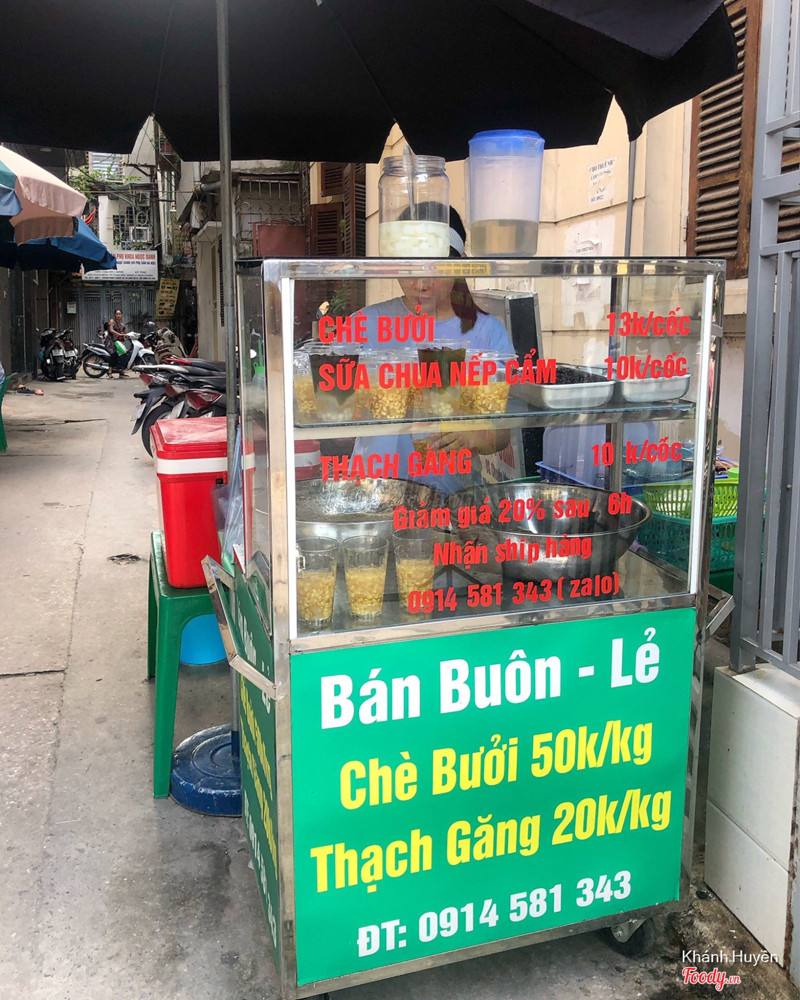 CHÈ BƯỞI 13k/cốc
SỮA CHUA NẾP CẨM 10k/cốc
THẠCH GĂNG 10 k/cốc
Giảm giá 20% sau 6h
Nhận ship hàng
0914 581 343 ( zalo)
Bán Buôn - Lẻ
Chè Bưởi 50k/kg
Thạch Găng 20k/kg
ĐT: 0914 581 343
Khánh.Huyền
Foody.vn